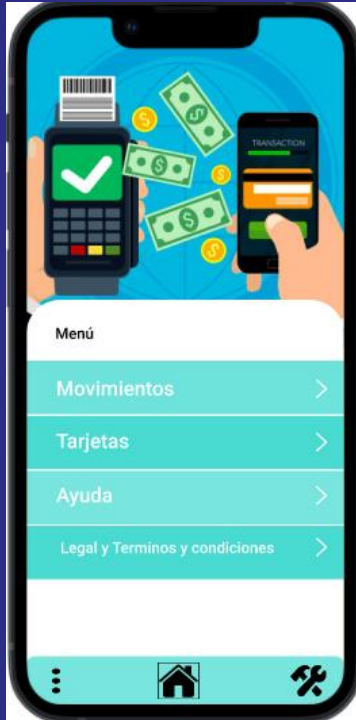 TRANSACTION
Menú
Movimientos
Tarjetas
Ayuda
Legal y Terminos y condiciones